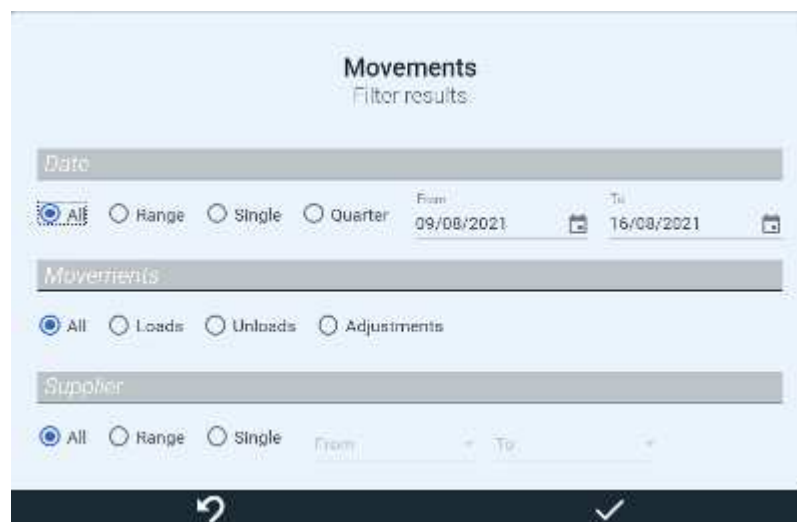 Movements
Filter results
Date
All Range Single Quarter From 09/08/2021 To 16/08/2021
Movements
All Loads Unloads Adjustments
Supplier
All Range Single From To